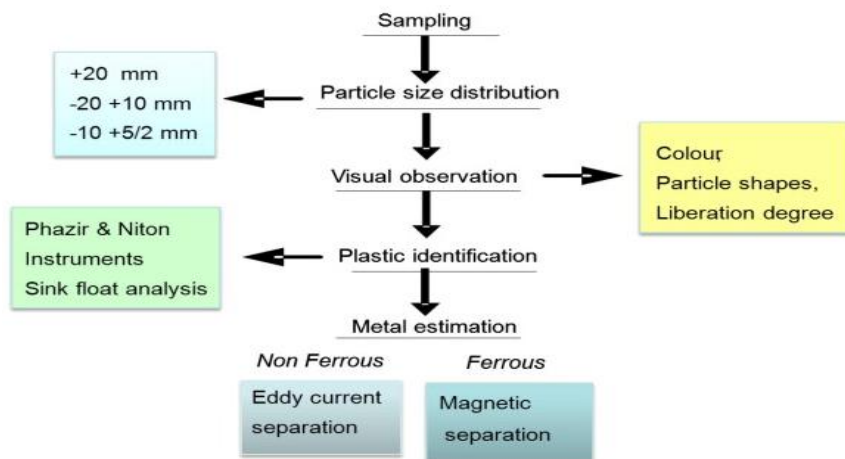 Sampling
+20 mm
-20 +10 mm
-10 +5/2 mm
Particle size distribution
Visual observation
Colour,
Particle shapes,
Liberation degree
Phazir & Niton
Instruments
Sink float analysis
Plastic identification
Metal estimation
Non Ferrous
Ferrous
Eddy current
separation
Magnetic
separation